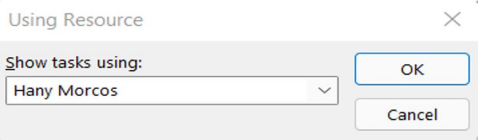 Using Resource
Show tasks using:
Hany Morcos
OK
Cancel